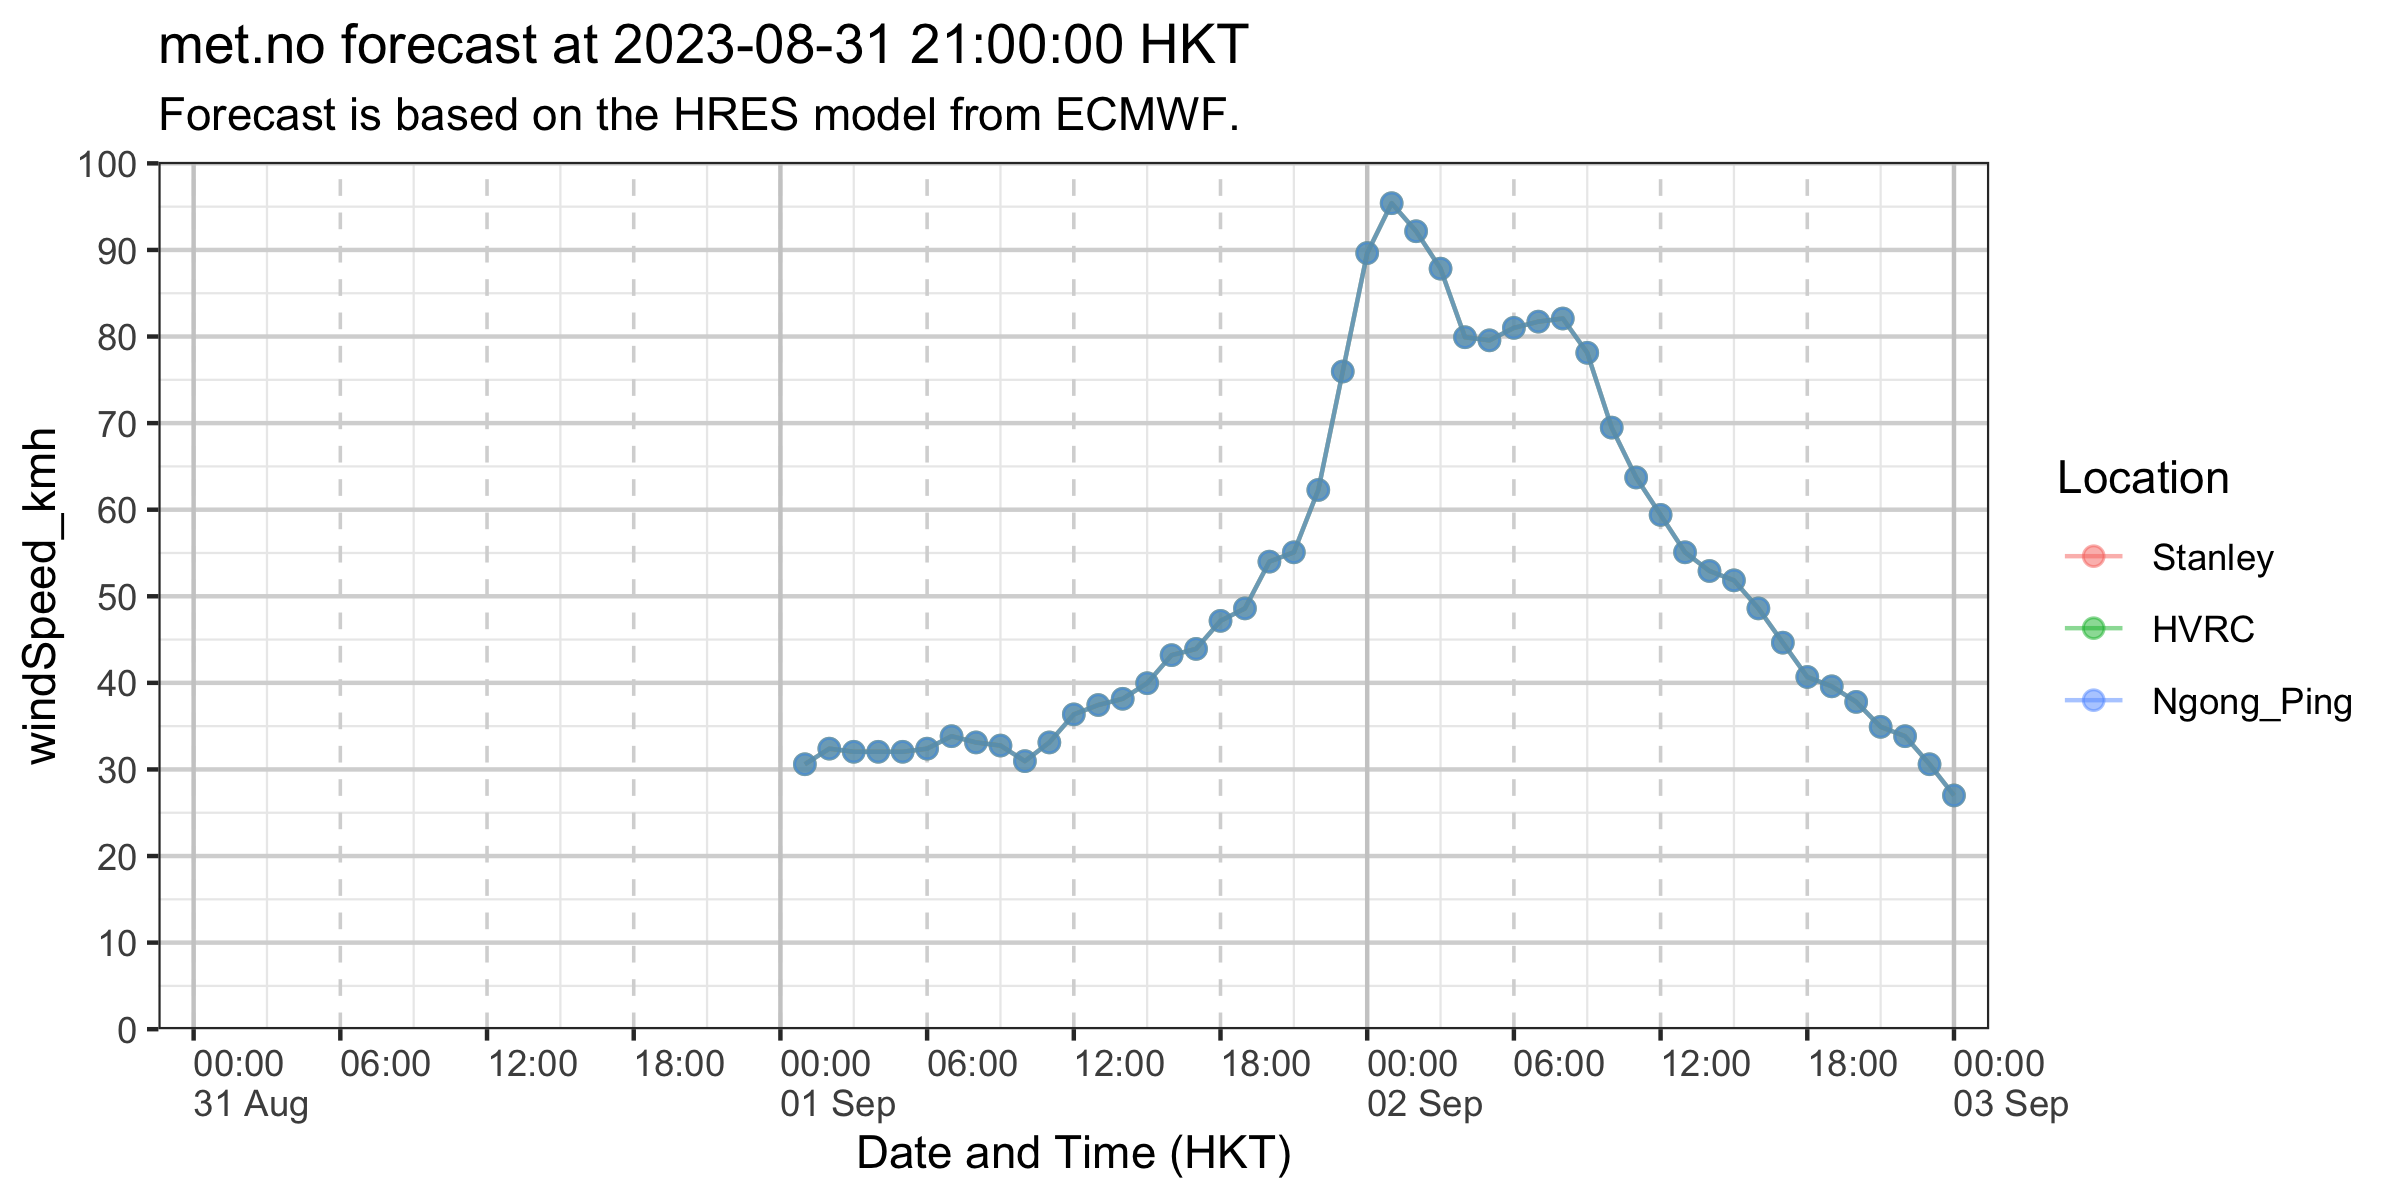 met.no forecast at 2023-08-31 21:00:00 HKT
Forecast is based on the HRES model from ECMWF.
windSpeed_kmh
100
90
80
70
60
50
40
30
20
10
0
00:00 06:00 12:00 18:00 00:00 06:00 12:00 18:00 00:00 06:00 12:00 18:00 00:00
31 Aug 01 Sep 02 Sep 03 Sep
Date and Time (HKT)
Location
Stanley
HVRC
Ngong_Ping